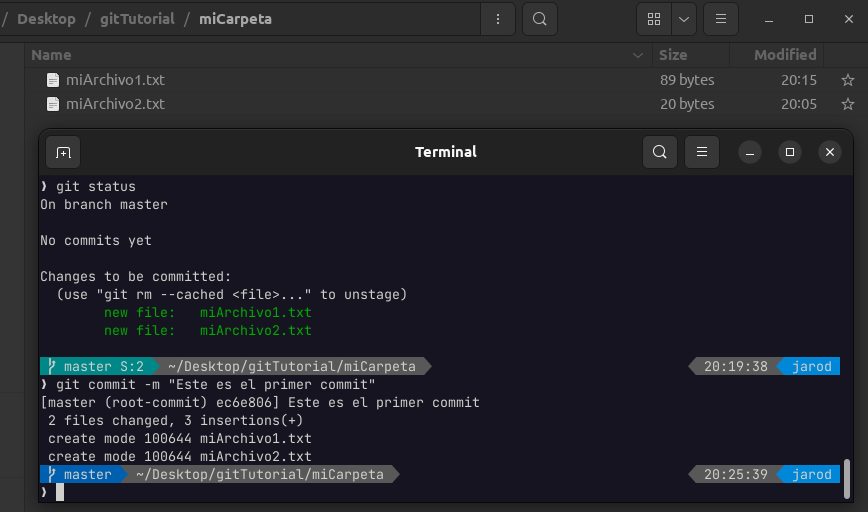 / Desktop / gitTutorial / miCarpeta
Name Size Modified
miArchivo1.txt 89 bytes 20:15
miArchivo2.txt 20 bytes 20:05
Terminal
❯ git status
On branch master
No commits yet
Changes to be committed:
(use "git rm --cached <file>..." to unstage)
new file: miArchivo1.txt
new file: miArchivo2.txt
master S:2 ~/Desktop/gitTutorial/miCarpeta 20:19:38 jarod
❯ git commit -m "Este es el primer commit"
[master (root-commit) ec6e806] Este es el primer commit
2 files changed, 3 insertions(+)
create mode 100644 miArchivo1.txt
create mode 100644 miArchivo2.txt
master ~/Desktop/gitTutorial/miCarpeta 20:25:39 jarod
❯